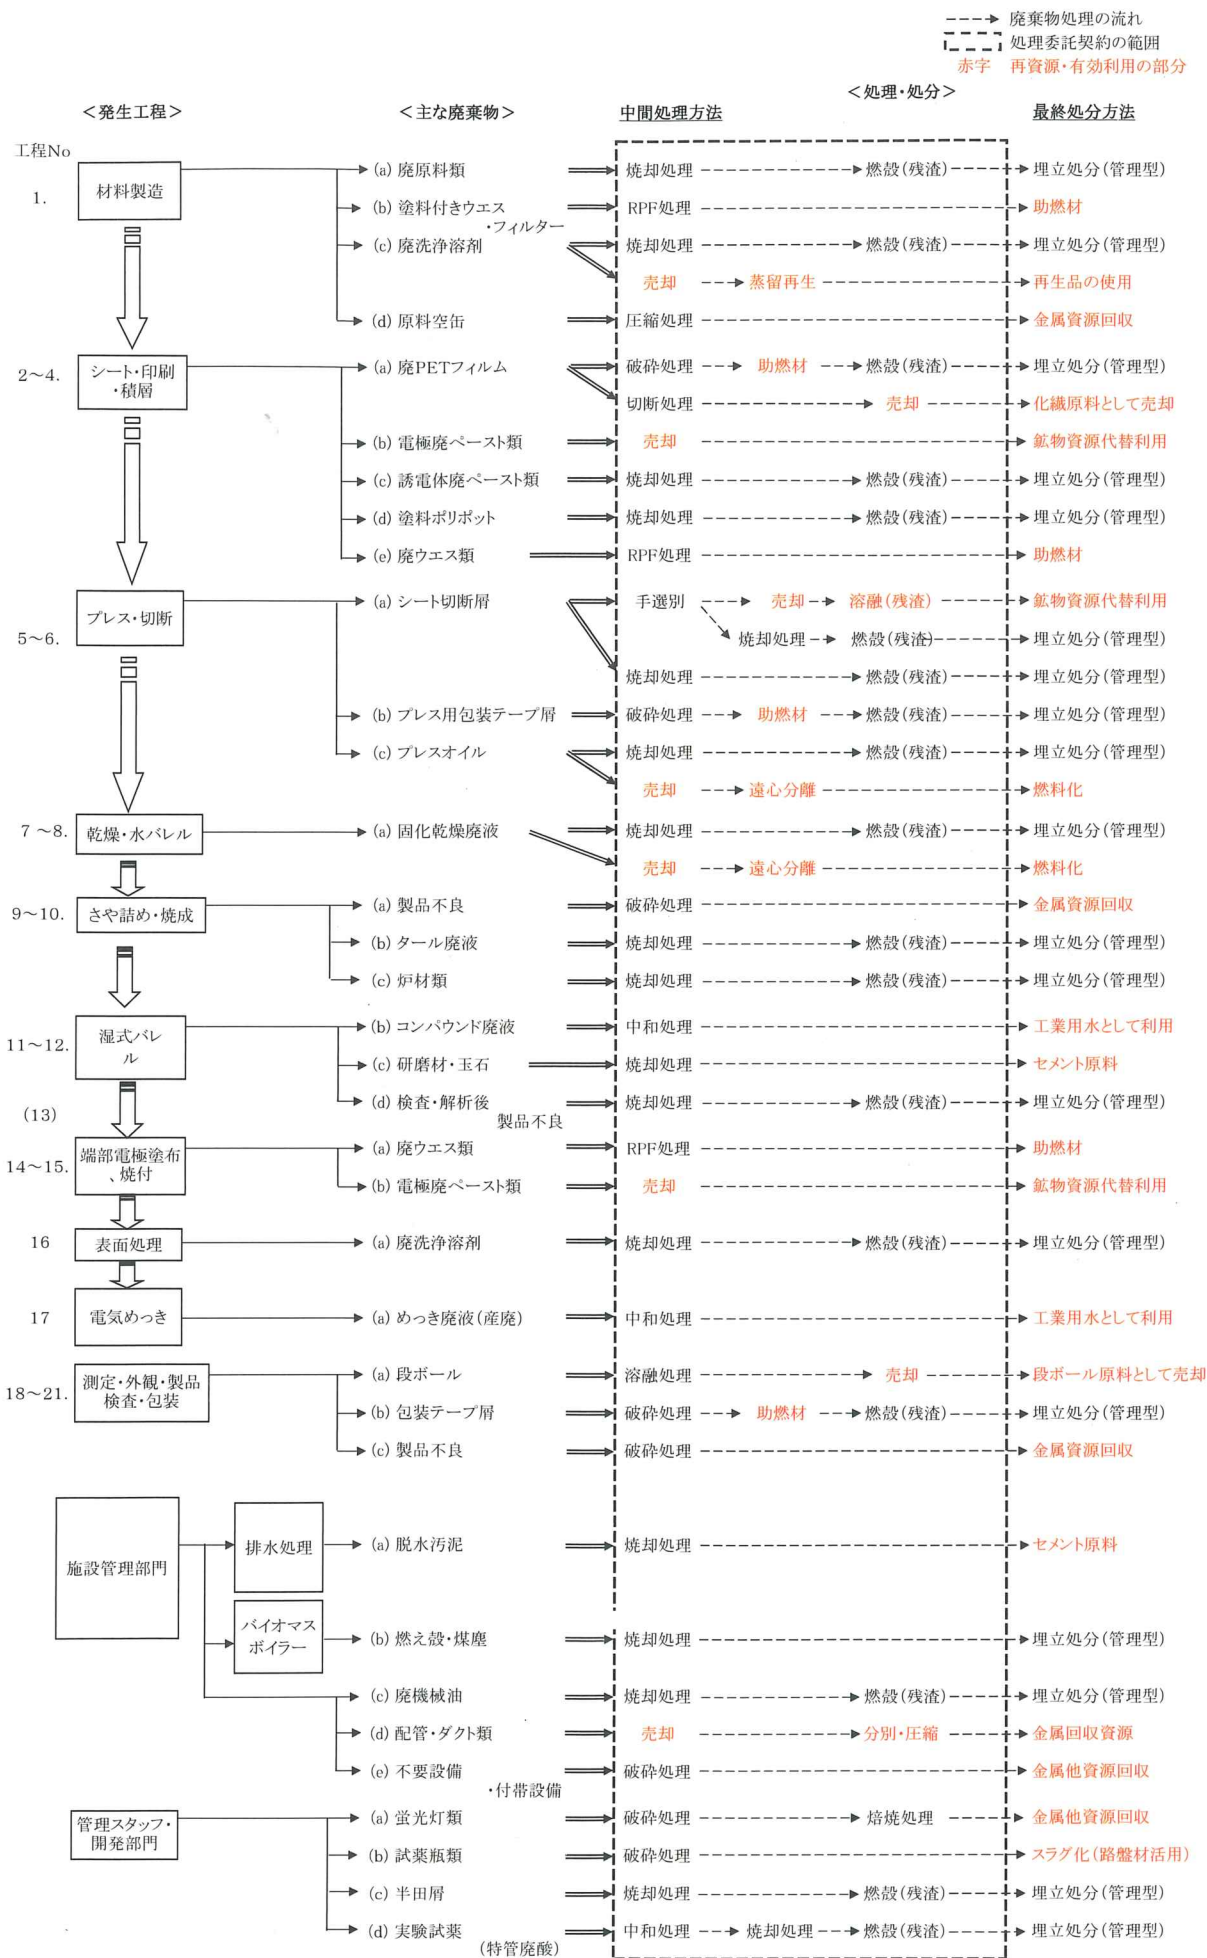 廃棄物処理の流れ
処理委託契約の範囲
赤字 再資源・有効利用の部分
＜処理・処分＞
＜発生工程＞ ＜主な廃棄物＞ 中間処理方法 最終処分方法
工程No
1. 材料製造 (a) 廃原料類 焼却処理 燃殻(残渣) 埋立処分(管理型)
(b) 塗料付きウエス RPF処理 助燃材
・フィルター
(c) 廃洗浄溶剤 焼却処理 燃殻(残渣) 埋立処分(管理型)
売却 蒸留再生 再生品の使用
(d) 原料空缶 圧縮処理 金属資源回収
2～4. シート・印刷 (a) 廃PETフィルム 破砕処理 助燃材 燃殻(残渣) 埋立処分(管理型)
・積層
切断処理 売却 化繊原料として売却
(b) 電極廃ペースト類 売却 鉱物資源代替利用
(c) 誘電体廃ペースト類 焼却処理 燃殻(残渣) 埋立処分(管理型)
(d) 塗料ポリポット 焼却処理 燃殻(残渣) 埋立処分(管理型)
(e) 廃ウエス類 RPF処理 助燃材
5～6. プレス・切断 (a) シート切断層 手選別 売却 溶融(残渣) 鉱物資源代替利用
焼却処理 燃殻(残渣) 埋立処分(管理型)
焼却処理 燃殻(残渣) 埋立処分(管理型)
(b) プレス用包装テープ層 破砕処理 助燃材 燃殻(残渣) 埋立処分(管理型)
(c) プレスオイル 焼却処理 燃殻(残渣) 埋立処分(管理型)
売却 遠心分離 燃料化
7 ～8. 乾燥・水バレル (a) 固化乾燥廃液 焼却処理 燃殻(残渣) 埋立処分(管理型)
売却 遠心分離 燃料化
9～10. さや詰め・焼成 (a) 製品不良 破砕処理 金属資源回収
(b) タール廃液 焼却処理 燃殻(残渣) 埋立処分(管理型)
(c) 炉材類 焼却処理 燃殻(残渣) 埋立処分(管理型)
11～12. 湿式バレ (b) コンパウンド廃液 中和処理 工業用水として利用
ル
(c) 研磨材・玉石 焼却処理 セメント原料
(13) (d) 検査・解析後 焼却処理 燃殻(残渣) 埋立処分(管理型)
製品不良
14～15. 端部電極塗布 (a) 廃ウエス類 RPF処理 助燃材
、焼付
(b) 電極廃ペースト類 売却 鉱物資源代替利用
16 表面処理 (a) 廃洗浄溶剤 焼却処理 燃殻(残渣) 埋立処分(管理型)
17 電気めっき (a) めっき廃液(産廃) 中和処理 工業用水として利用
18～21. 測定・外観・製品 (a) 段ボール 溶融処理 売却 段ボール原料として売却
検査・包装
(b) 包装テープ層 破砕処理 助燃材 燃殻(残渣) 埋立処分(管理型)
(c) 製品不良 破砕処理 金属資源回収
施設管理部門 排水処理 (a) 脱水汚泥 焼却処理 セメント原料
バイオマス
ボイラー (b) 燃え殻・煤塵 焼却処理 埋立処分(管理型)
(c) 廃機械油 焼却処理 燃殻(残渣) 埋立処分(管理型)
(d) 配管・ダクト類 売却 分別・圧縮 金属回収資源
(e) 不要設備 破砕処理 金属他資源回収
・付帯設備
管理スタッフ・ (a) 蛍光灯類 破砕処理 焙焼処理 金属他資源回収
開発部門
(b) 試薬瓶類 破砕処理 スラグ化(路盤材活用)
(c) 半田屑 焼却処理 燃殻(残渣) 埋立処分(管理型)
(d) 実験試薬 中和処理 焼却処理 燃殻(残渣) 埋立処分(管理型)
(特管廃酸)